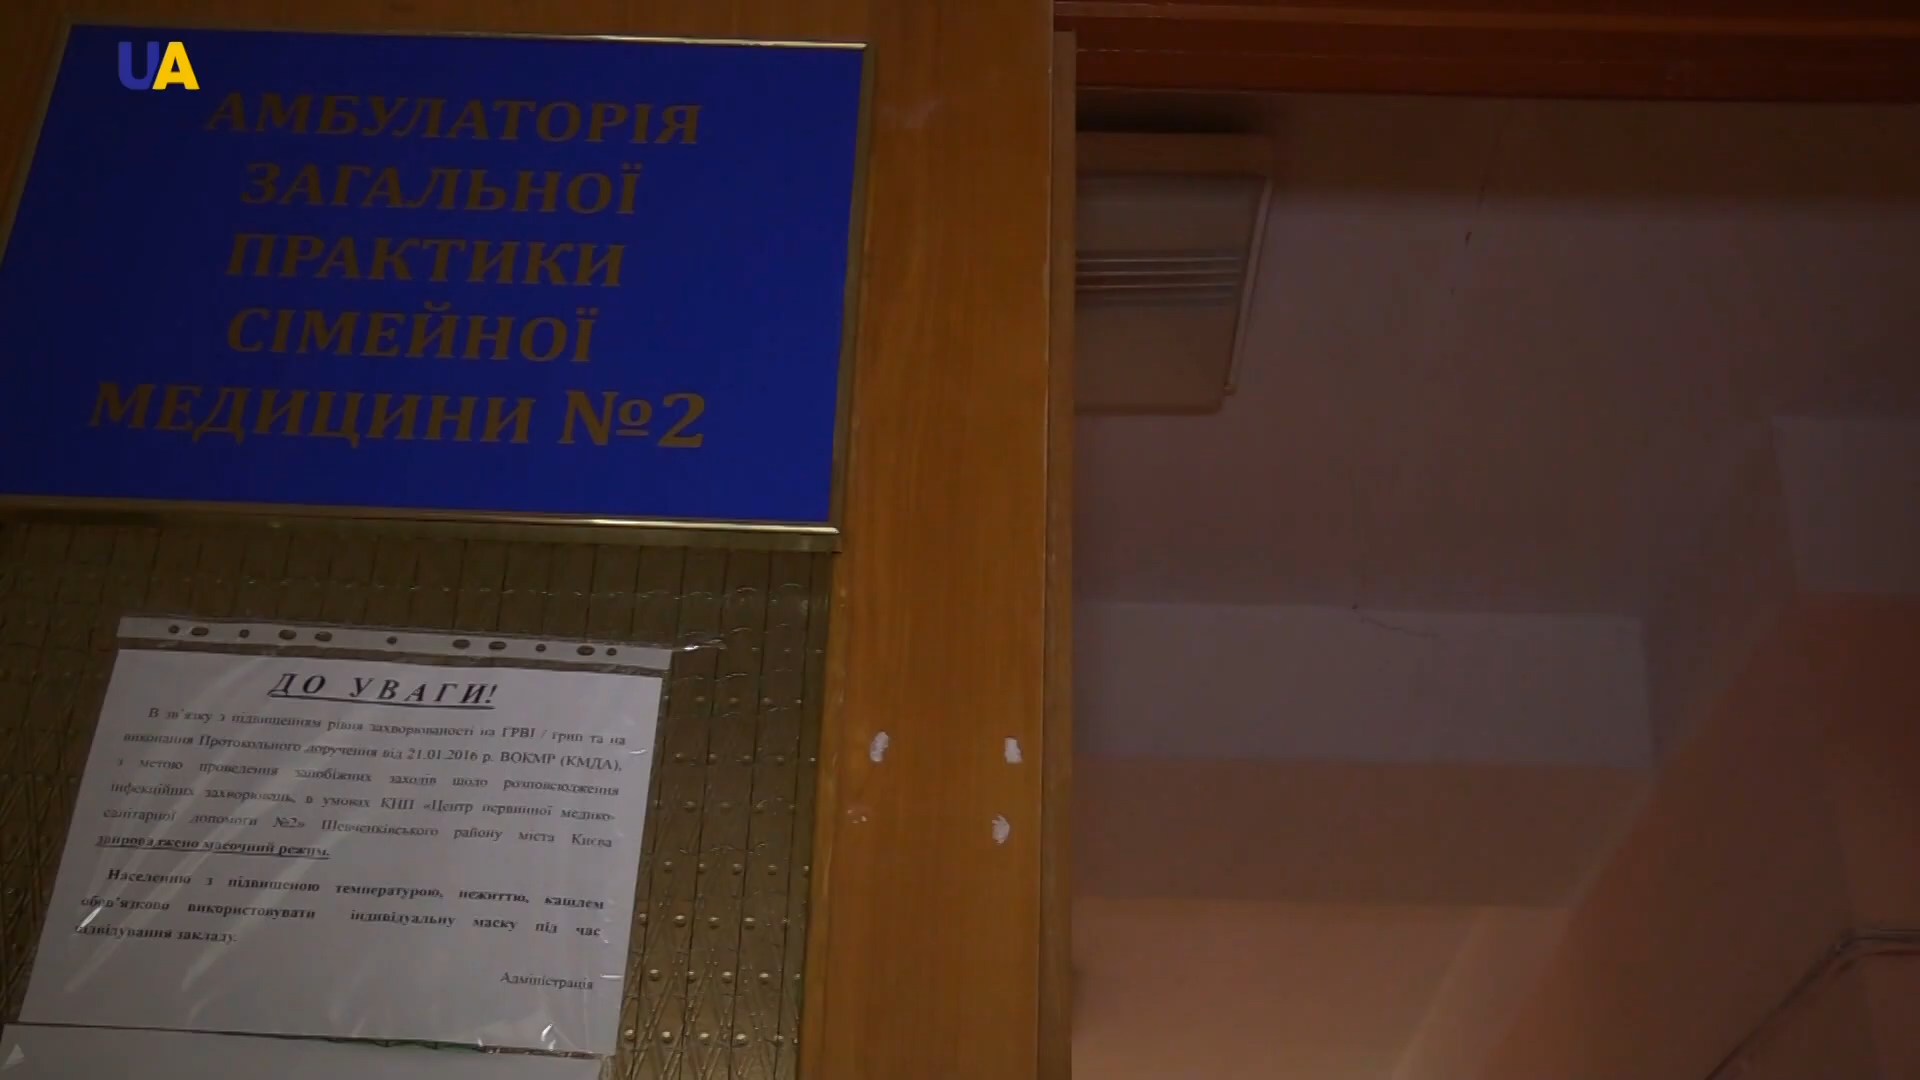 UA
АМБУЛАТОРІЯ
ЗАГАЛЬНОЇ
ПРАКТИКИ
СІМЕЙНОЇ
МЕДИЦИНИ №2
ДО УВАГИ!
В зв'язку з підвищенням рівня захворюваності на ГРВІ / грип та на
виконання Протокольного доручення від 21.01.2016 р. ВОКМР (КМДА),
з метою проведення запобіжних заходів щодо розповсюдження
інфекційних захворювань, в умовах КНП «Центр первинної медико-
санітарної допомоги №2» Шевченківського району міста Києва
запроваджено масочний режим.
Населенню з підвищеною температурою, нежиттю, кашлем
обов'язково використовувати індивідуальну маску під час
відвідування закладу.
Адміністрація